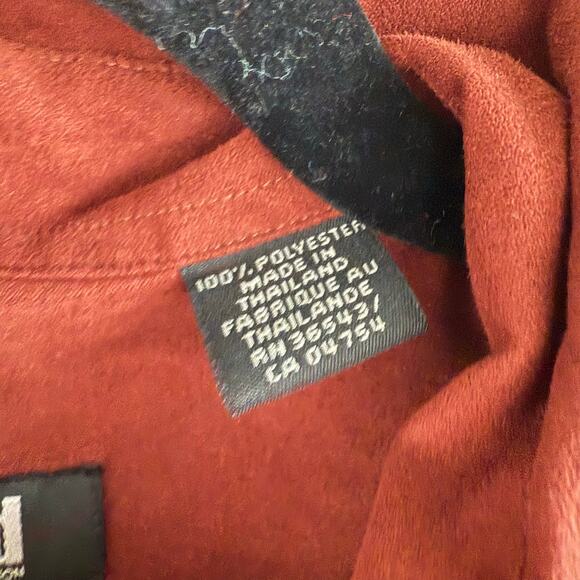 100% POLYESTER
MADE IN
THAILAND
FABRIQUE AU
THAILANDE
RN 36543/
CA 04754